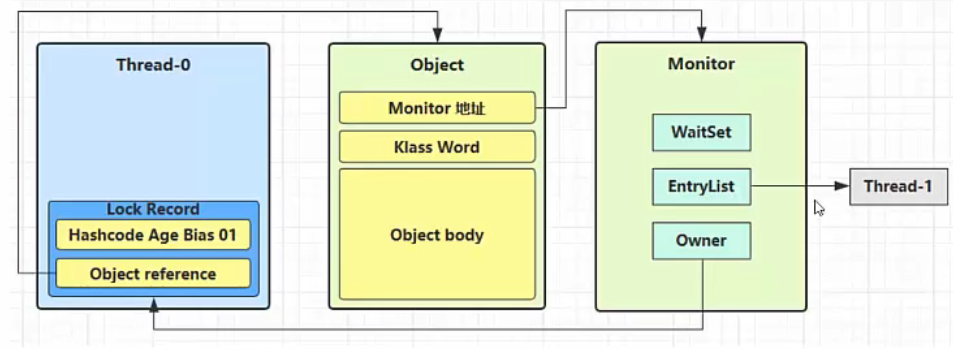 Thread-0
Lock Record
Hashcode Age Bias 01
Object reference
Object
Monitor 地址
Klass Word
Object body
Monitor
WaitSet
EntryList
Owner
Thread-1